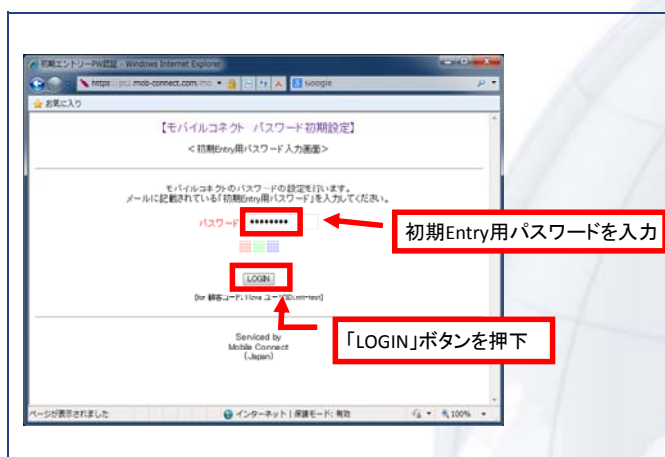 初期エントリーPW認証 - Windows Internet Explorer
mob-connect.com
Google
お気に入り
【モバイルコネクト パスワード初期設定】
<初期Entry用パスワード入力画面>
モバイルコネクトのパスワードの設定を行います。
メールに記載されている「初期Entry用パスワード」を入力してください。
パスワード
初期Entry用パスワードを入力
LOGIN
「LOGIN」ボタンを押下
Serviced by
Mobile Connect
(Japan)
ページが表示されました
インターネット | 保護モード: 有効
100%